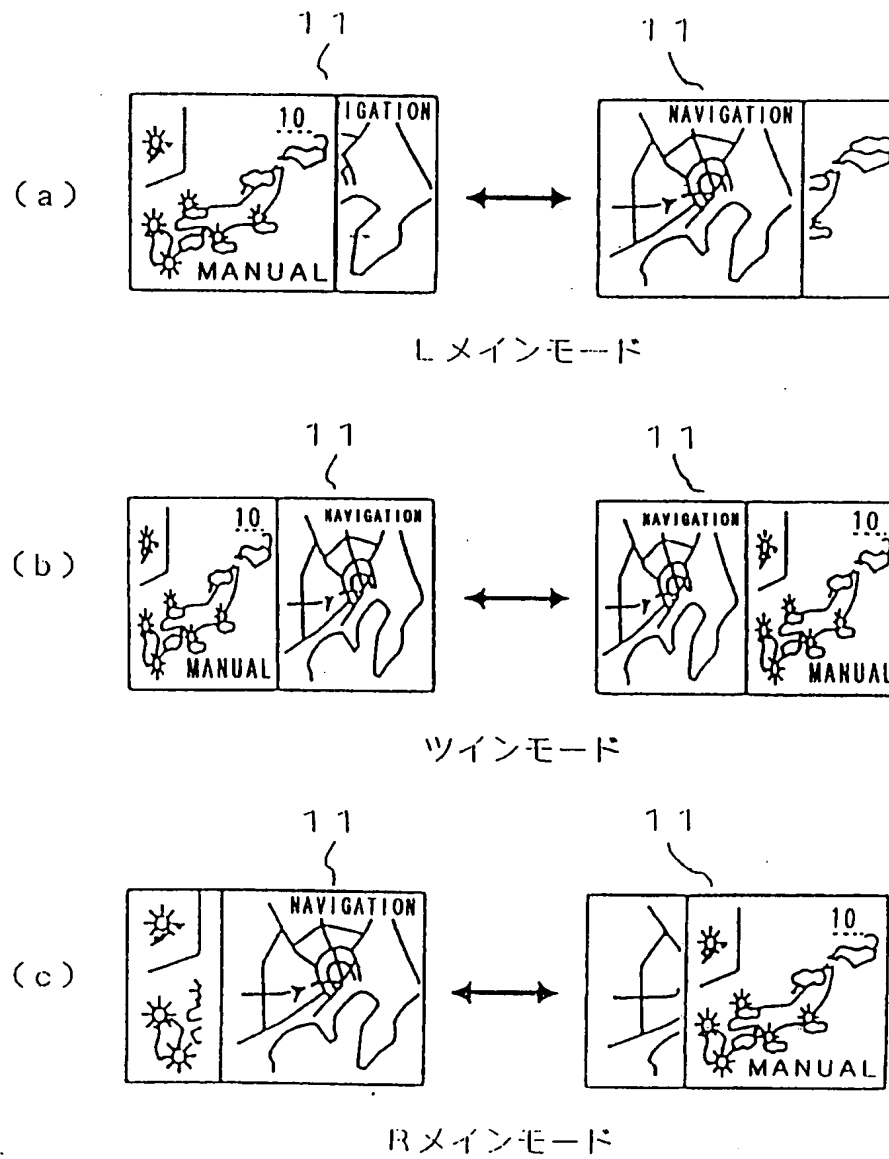 11 11
10 IGATION NAVIGATION
(a)
MANUAL
Lメインモード
11 11
10 NAVIGATION NAVIGATION 10
(b)
MANUAL MANUAL
ツインモード
11 11
NAVIGATION 10
(c)
MANUAL
Rメインモード